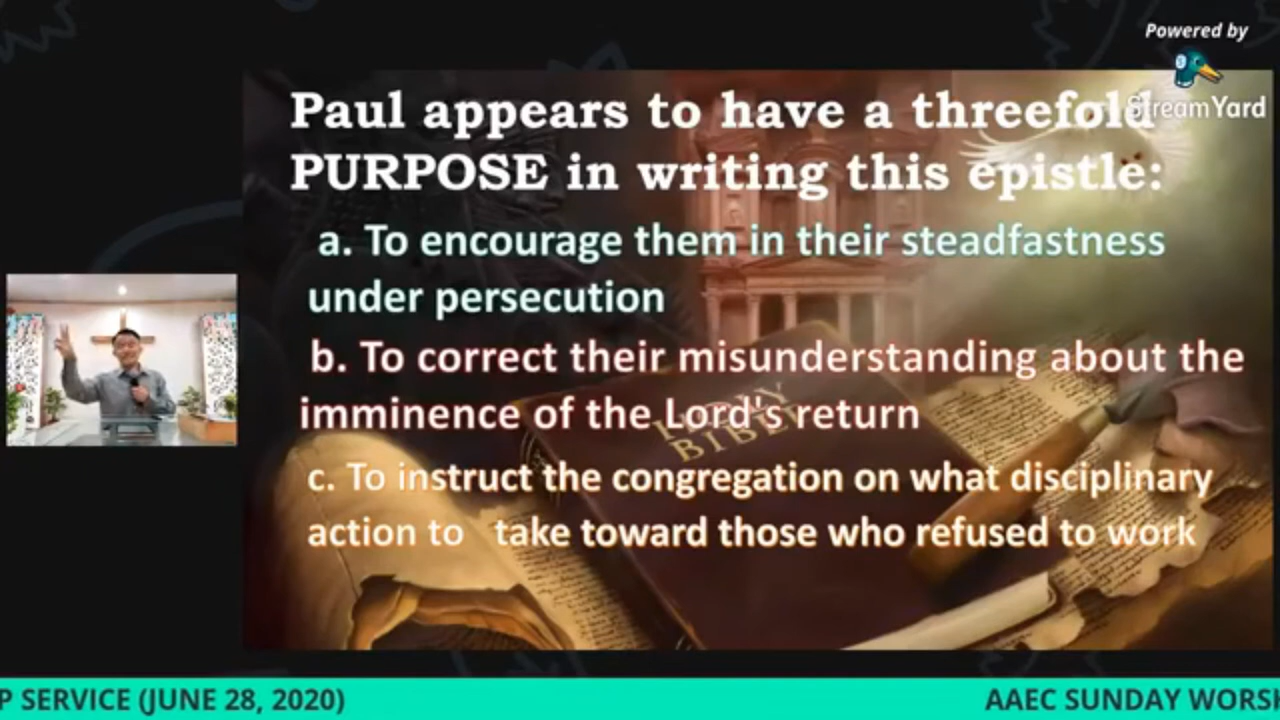 Powered by
StreamYard
Paul appears to have a threefold
PURPOSE in writing this epistle:
a. To encourage them in their steadfastness
under persecution
b. To correct their misunderstanding about the
imminence of the Lord's return
HOLY
BIBLE
c. To instruct the congregation on what disciplinary
action to take toward those who refused to work
P SERVICE (JUNE 28, 2020)
AAEC SUNDAY WORSH